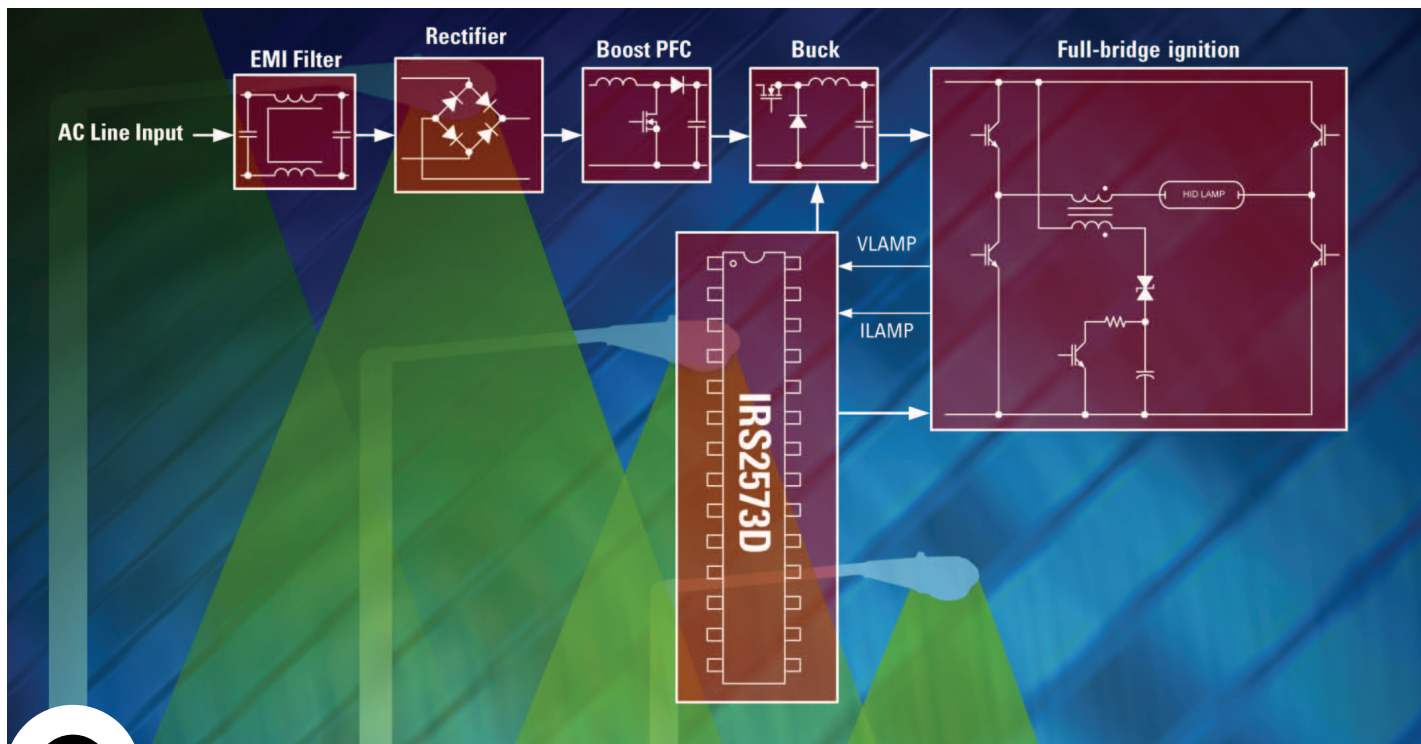 EMI Filter
Rectifier
Boost PFC
Buck
Full-bridge ignition
AC Line Input
HID LAMP
VLAMP
ILAMP
IRS2573D